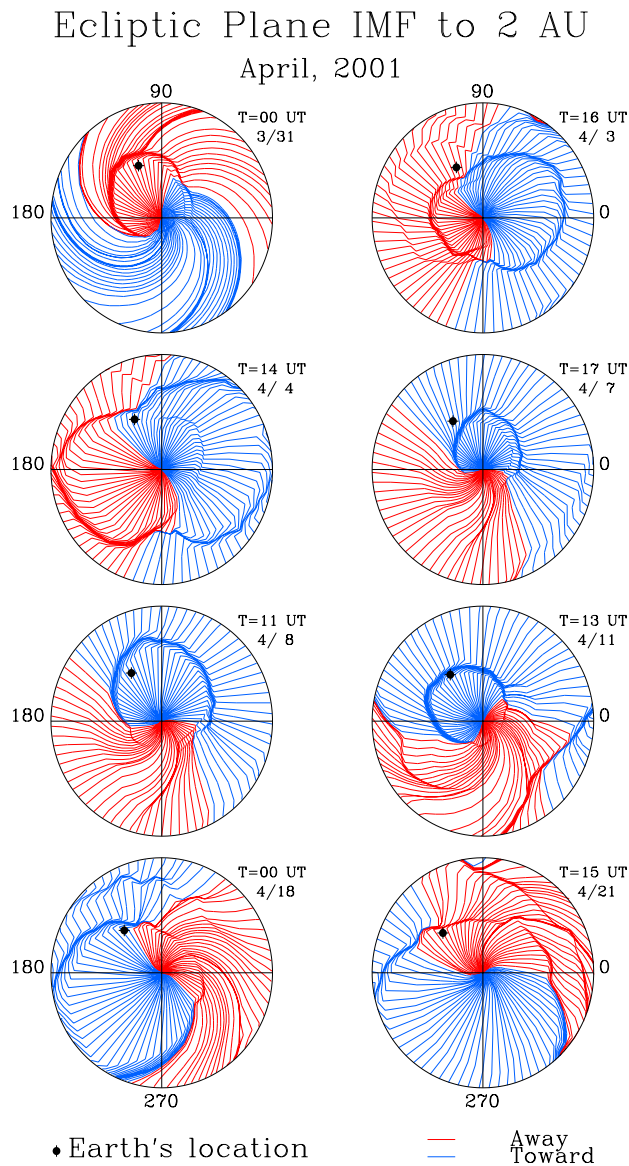 Ecliptic Plane IMF to 2 AU
April, 2001
90
T=00 UT
3/31
180
90
T=16 UT
4/ 3
0
T=14 UT
4/ 4
180
T=17 UT
4/ 7
0
T=11 UT
4/ 8
180
T=13 UT
4/11
0
T=00 UT
4/18
180
270
T=15 UT
4/21
0
270
Earth's location
Away
Toward